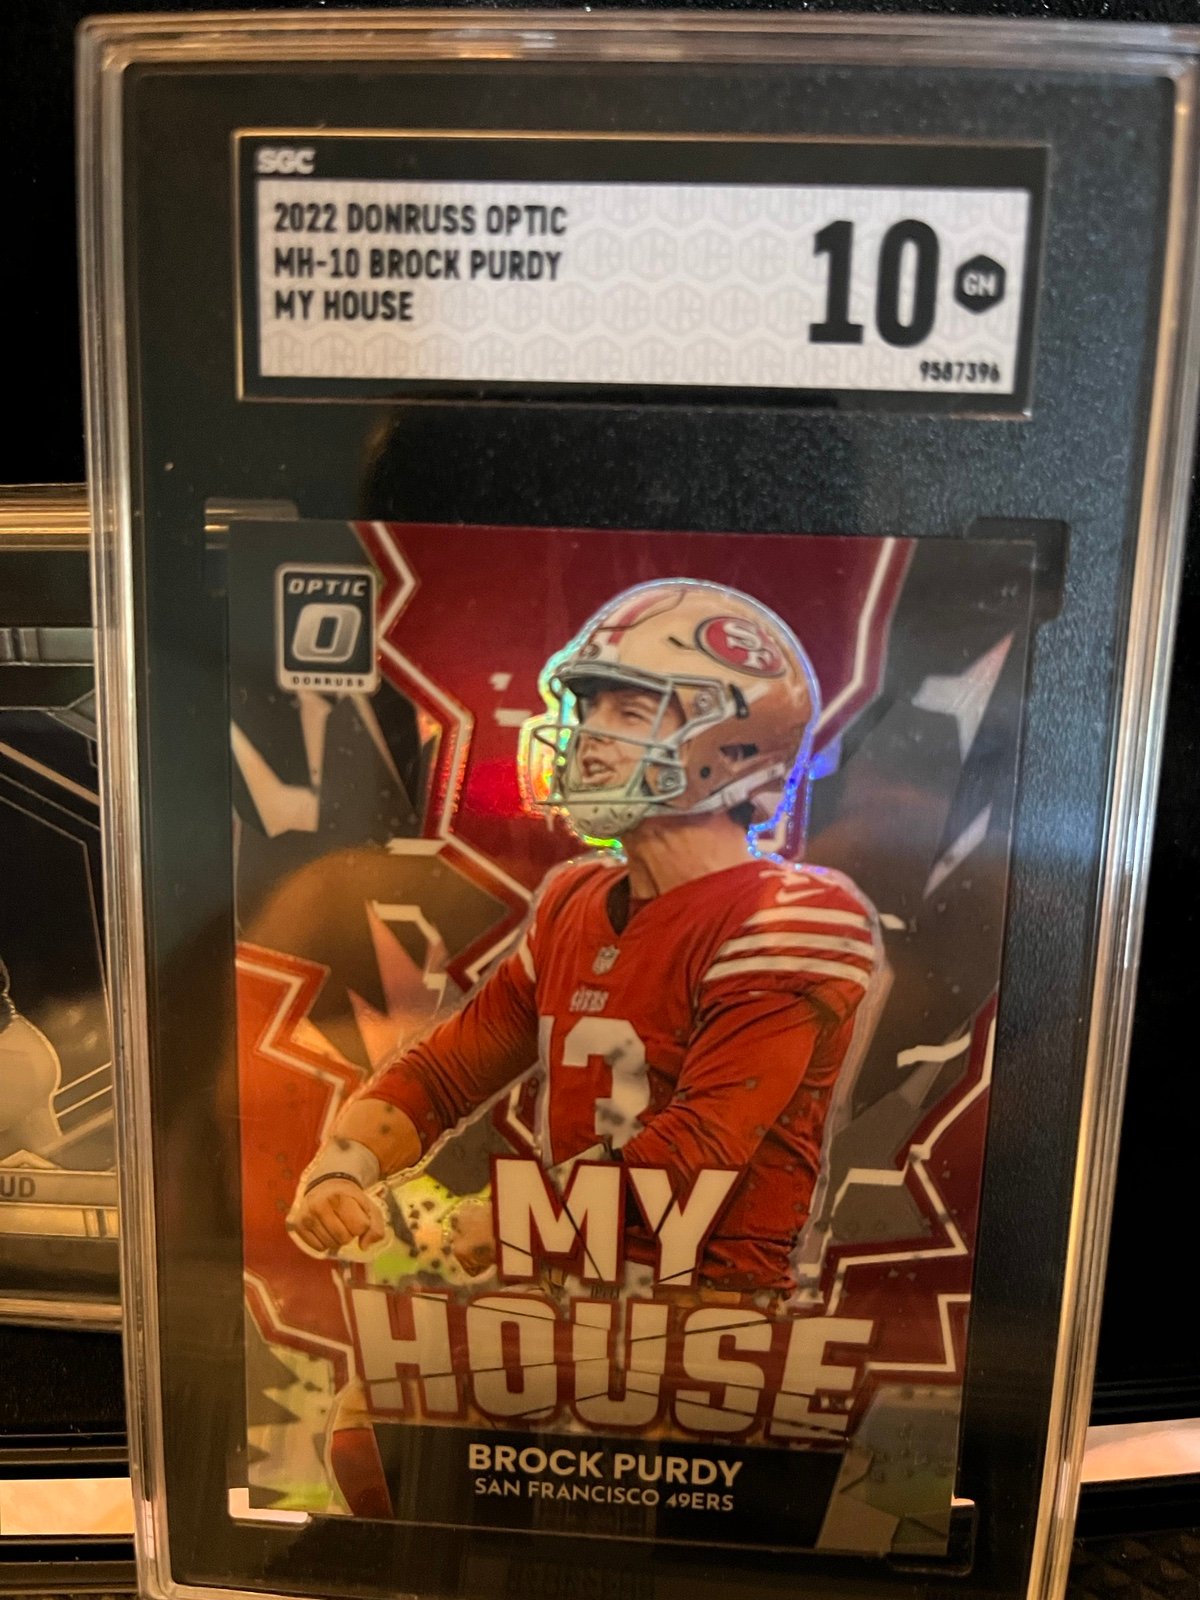 SGC
2022 DONRUSS OPTIC
MH-10 BROCK PURDY
MY HOUSE
10
GM
9587396
OPTIC
O
DONRUSS
SF
49ERS
13
MY
HOUSE
BROCK PURDY
SAN FRANCISCO 49ERS
UD